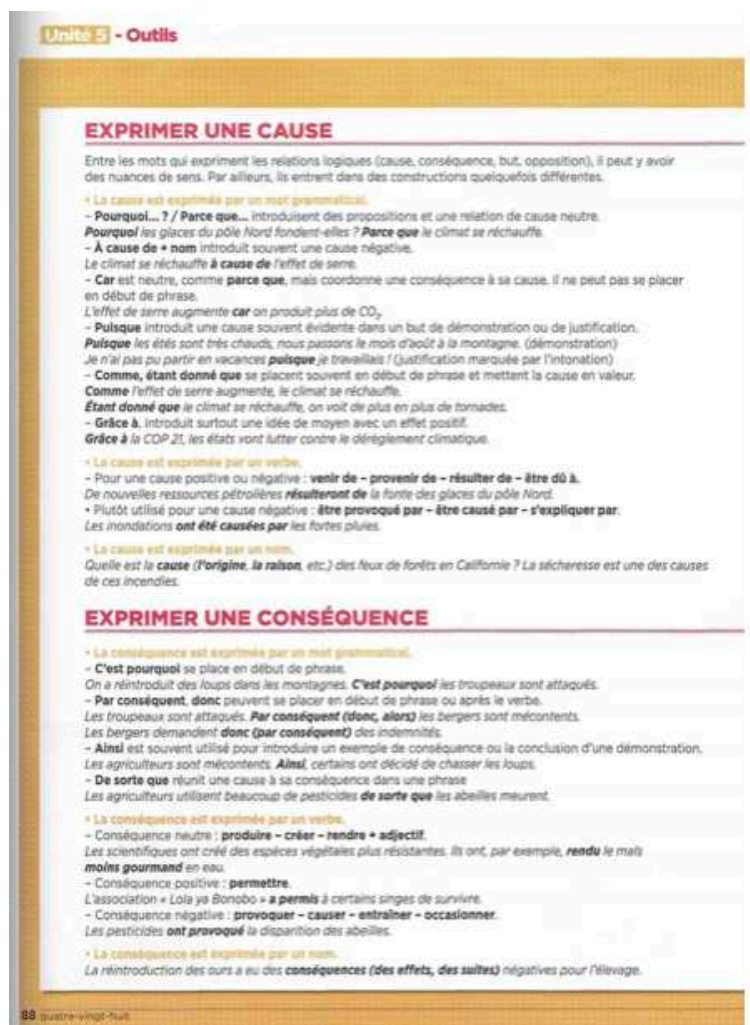 Unité 5 - Outils
EXPRIMER UNE CAUSE
Entre les mots qui expriment les relations logiques (cause, conséquence, but, opposition), il peut y avoir
des nuances de sens. Par ailleurs, ils entrent dans des constructions quelquefois différentes.
• La cause est exprimée par un mot grammatical.
– Pourquoi... ? / Parce que... introduisent des propositions et une relation de cause neutre.
Pourquoi les glaces du pôle Nord fondent-elles ? Parce que le climat se réchauffe.
– À cause de + nom introduit souvent une cause négative.
Le climat se réchauffe à cause de l'effet de serre.
– Car est neutre, comme parce que, mais coordonne une conséquence à sa cause. Il ne peut pas se placer
en début de phrase.
L'effet de serre augmente car on produit plus de CO₂
– Puisque introduit une cause souvent évidente dans un but de démonstration ou de justification.
Puisque les étés sont très chauds, nous passons le mois d'août à la montagne. (démonstration)
Je n'ai pas pu partir en vacances puisque je travaillais ! (justification marquée par l'intonation)
– Comme, étant donné que se placent souvent en début de phrase et mettent la cause en valeur.
Comme l'effet de serre augmente, le climat se réchauffe.
Étant donné que le climat se réchauffe, on voit de plus en plus de tornades.
– Grâce à, introduit surtout une idée de moyen avec un effet positif.
Grâce à la COP 21, les états vont lutter contre le dérèglement climatique.
• La cause est exprimée par un verbe.
– Pour une cause positive ou négative : venir de – provenir de – résulter de – être dû à.
De nouvelles ressources pétrolières résulteront de la fonte des glaces du pôle Nord.
• Plutôt utilisé pour une cause négative : être provoqué par – être causé par – s'expliquer par.
Les inondations ont été causées par les fortes pluies.
• La cause est exprimée par un nom.
Quelle est la cause (l'origine, la raison, etc.) des feux de forêts en Californie ? La sécheresse est une des causes
de ces incendies.
EXPRIMER UNE CONSÉQUENCE
• La conséquence est exprimée par un mot grammatical.
– C'est pourquoi se place en début de phrase.
On a réintroduit des loups dans les montagnes. C'est pourquoi les troupeaux sont attaqués.
– Par conséquent, donc peuvent se placer en début de phrase ou après le verbe.
Les troupeaux sont attaqués. Par conséquent (donc, alors) les bergers sont mécontents.
Les bergers demandent donc (par conséquent) des indemnités.
– Ainsi est souvent utilisé pour introduire un exemple de conséquence ou la conclusion d'une démonstration.
Les agriculteurs sont mécontents. Ainsi, certains ont décidé de chasser les loups.
– De sorte que réunit une cause à sa conséquence dans une phrase
Les agriculteurs utilisent beaucoup de pesticides de sorte que les abeilles meurent.
• La conséquence est exprimée par un verbe.
– Conséquence neutre : produire – créer – rendre + adjectif.
Les scientifiques ont créé des espèces végétales plus résistantes. Ils ont, par exemple, rendu le maïs
moins gourmand en eau.
– Conséquence positive : permettre.
L'association « Lola ya Bonobo » a permis à certains singes de survivre.
– Conséquence négative : provoquer – causer – entraîner – occasionner.
Les pesticides ont provoqué la disparition des abeilles.
• La conséquence est exprimée par un nom.
La réintroduction des ours a eu des conséquences (des effets, des suites) négatives pour l'élevage.
88 quatre-vingt-huit